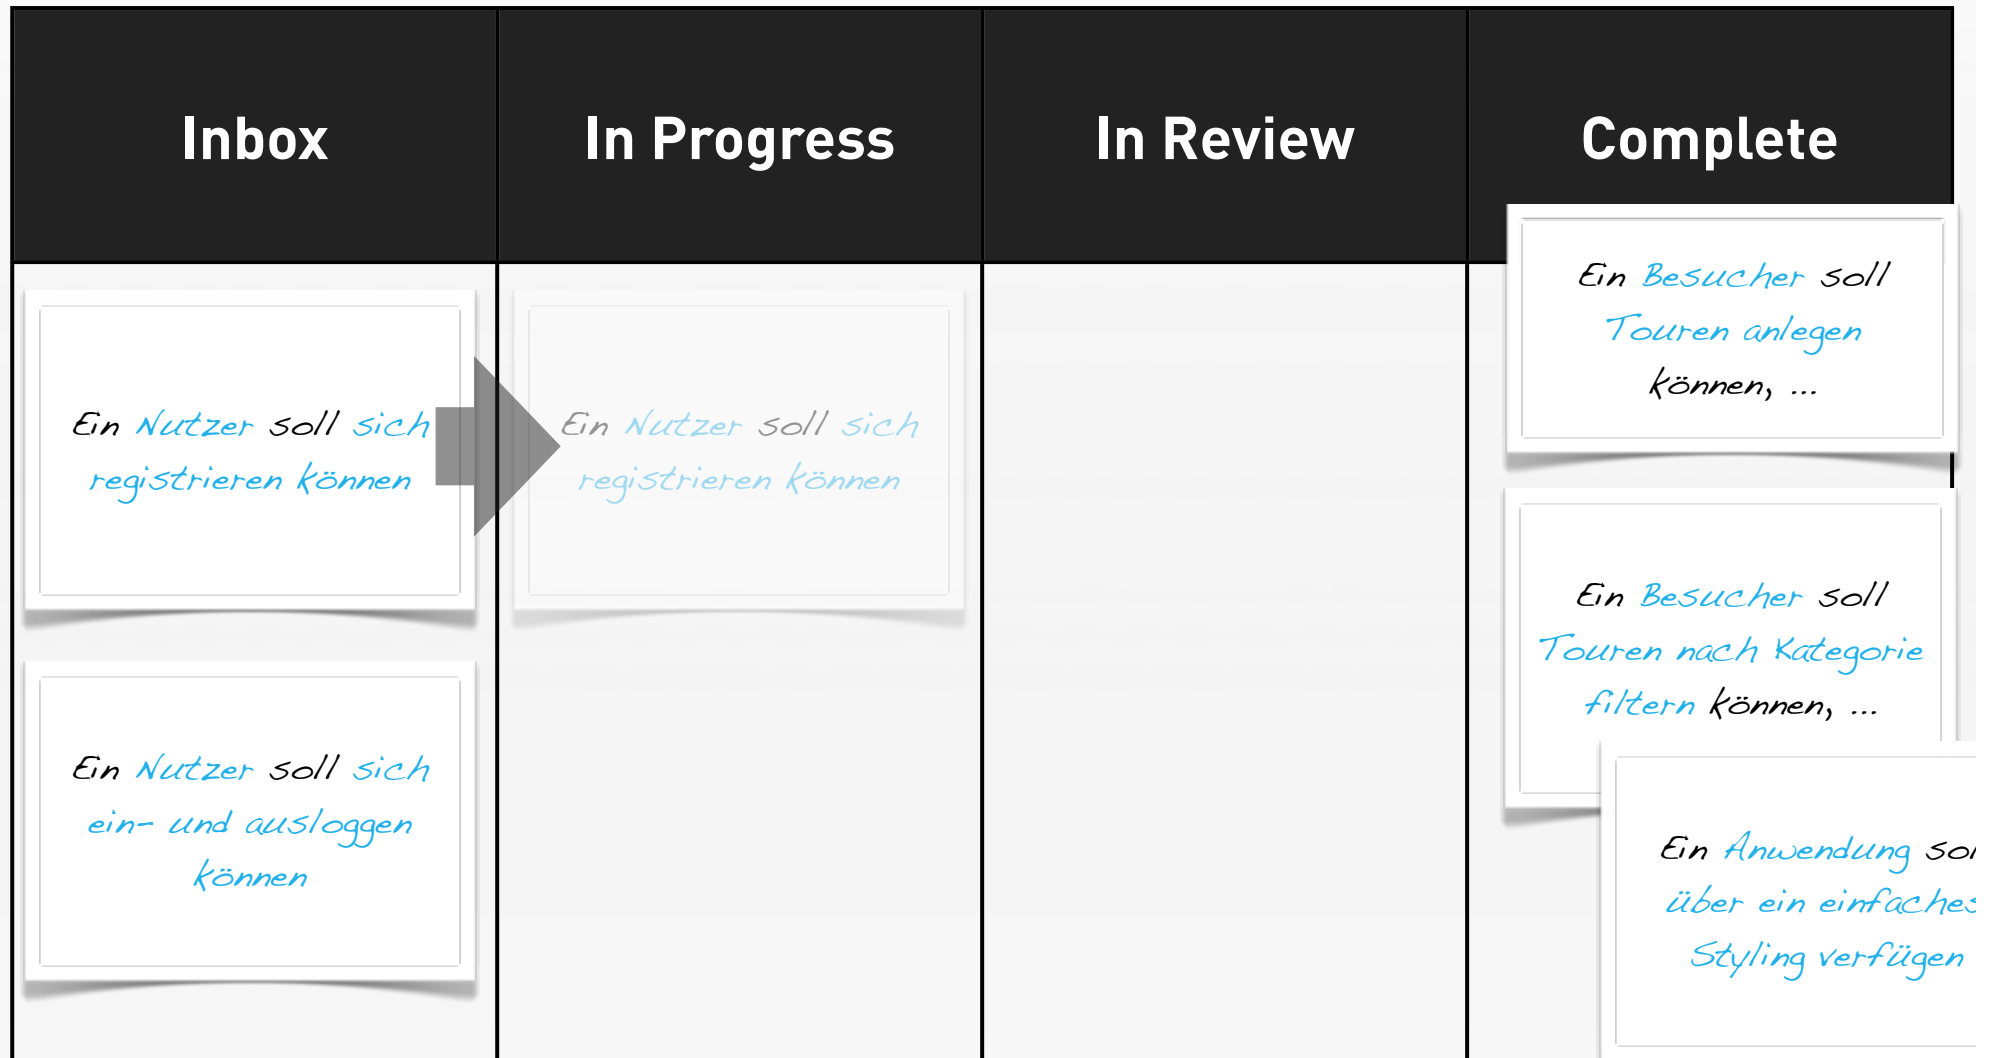 Inbox
In Progress
In Review
Complete
Ein Nutzer soll sich
registrieren können
Ein Nutzer soll sich
ein- und ausloggen
können
Ein Nutzer soll sich
registrieren können
Ein Besucher soll
Touren anlegen
können, ...
Ein Besucher soll
Touren nach Kategorie
filtern können, ...
Ein Anwendung
über ein einfaches
Styling verfügen